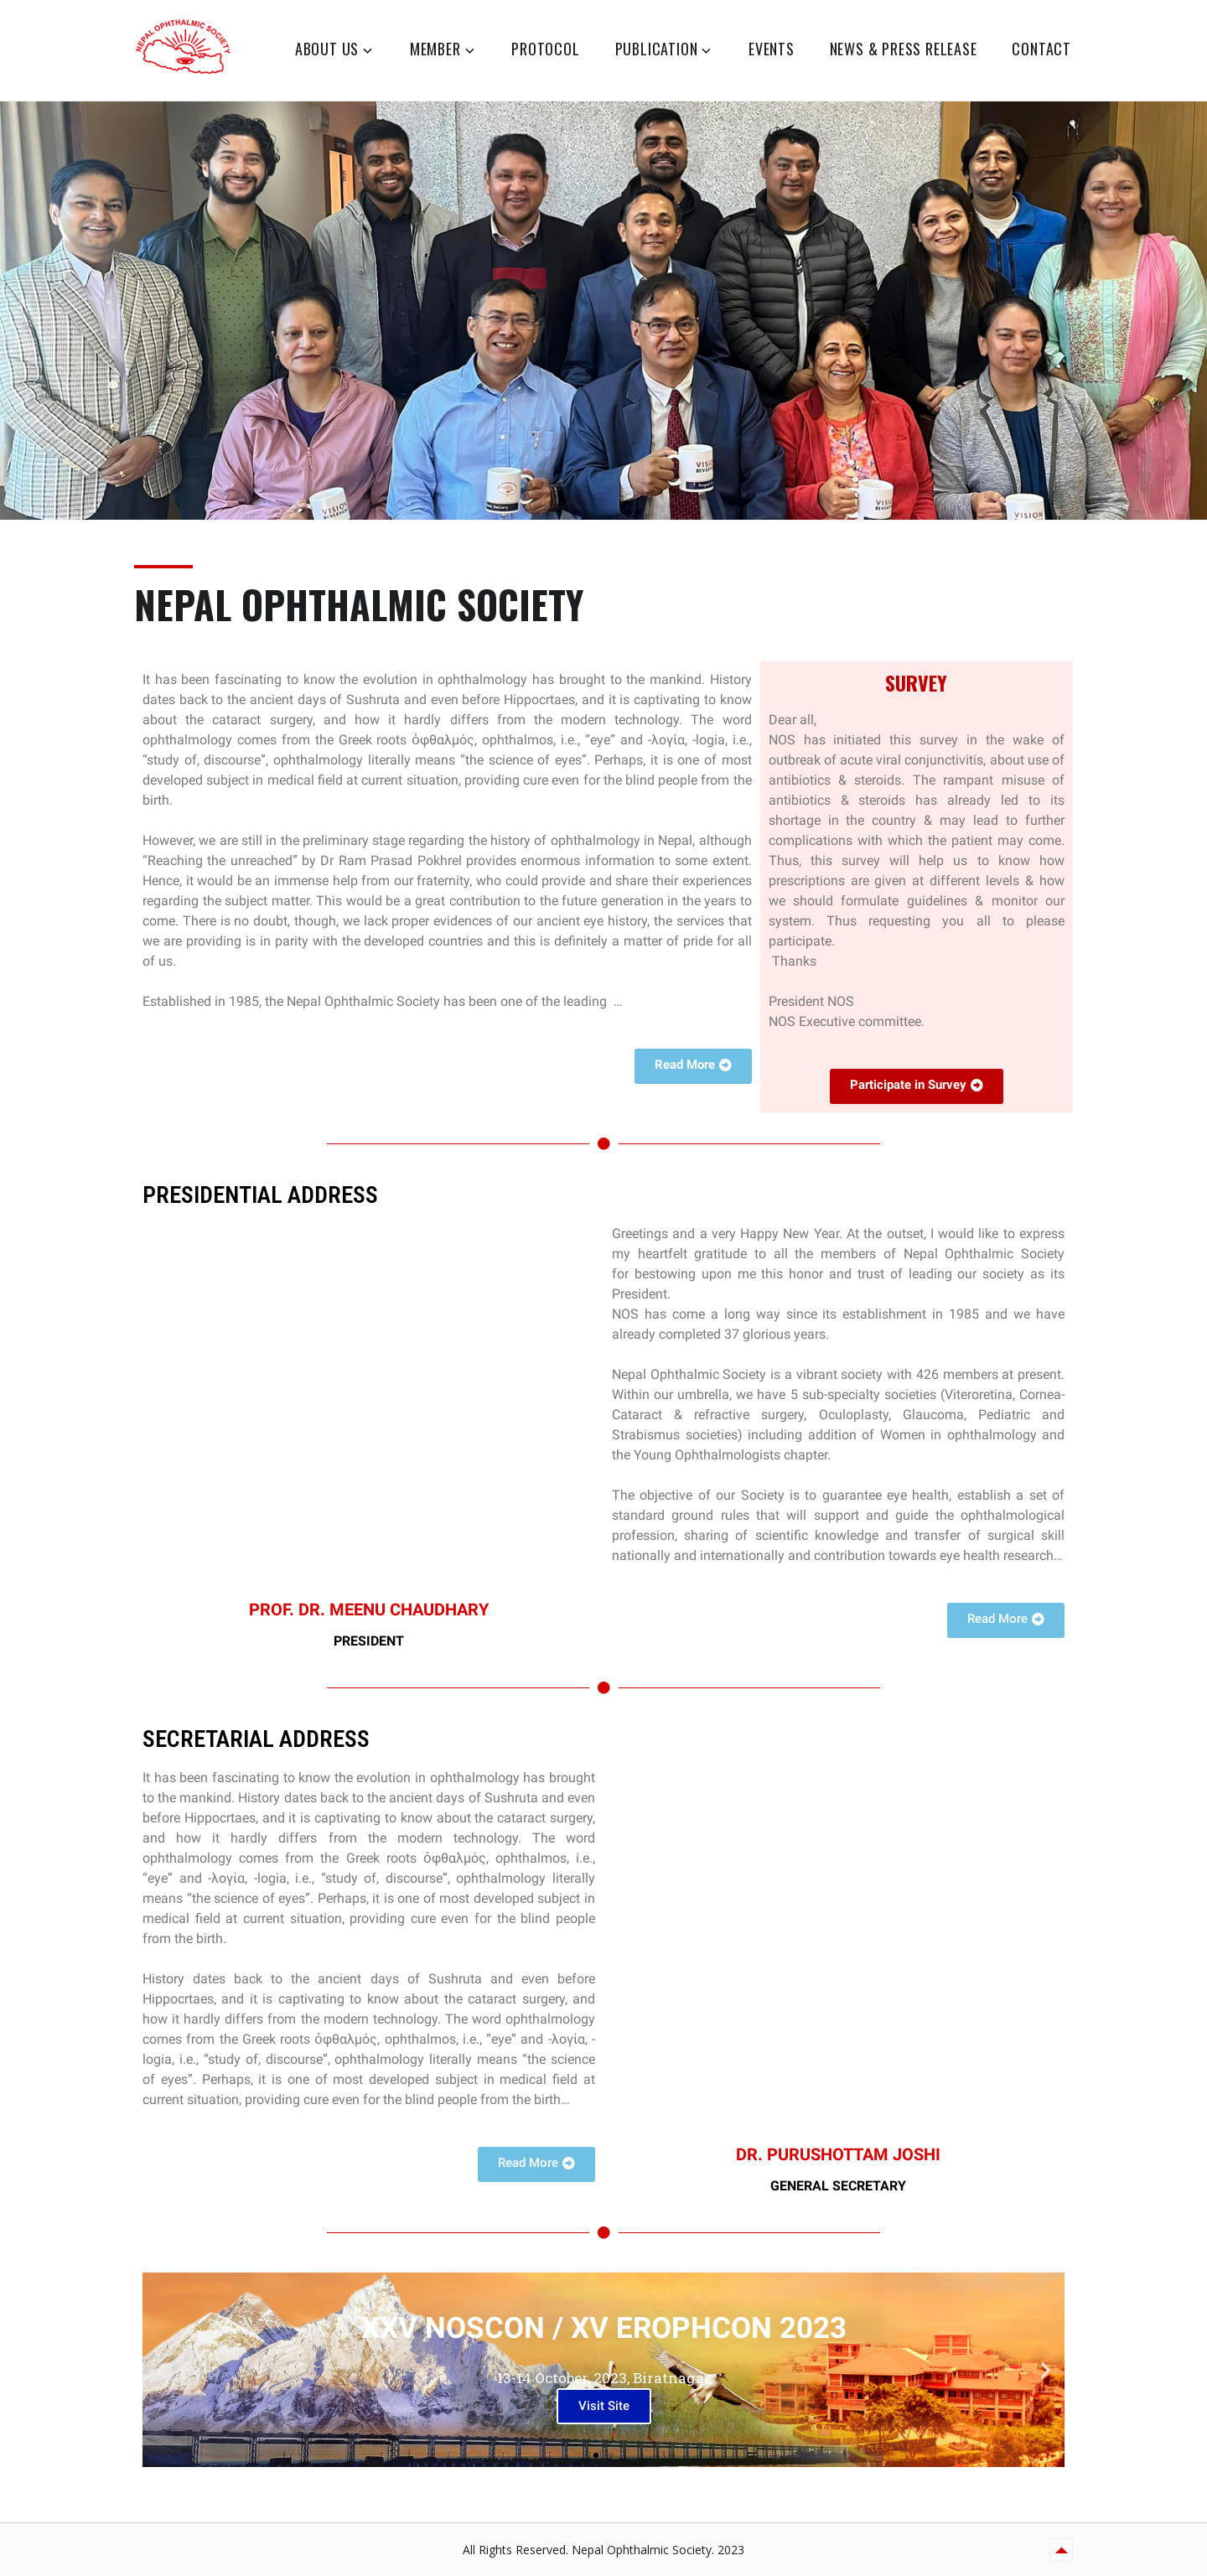 NEPAL OPHTHALMIC SOCIETY
ABOUT US
MEMBER
PROTOCOL
PUBLICATION
EVENTS
NEWS & PRESS RELEASE
CONTACT
VISION
BEVERTON
VISION
BEVER
VISION
NEPAL OPHTHALMIC SOCIETY
It has been fascinating to know the evolution in ophthalmology has brought to the mankind. History
dates back to the ancient days of Sushruta and even before Hippocrtaes, and it is captivating to know
about the cataract surgery, and how it hardly differs from the modern technology. The word
ophthalmology comes from the Greek roots ὀφθαλμός, ophthalmos, i.e., “eye” and -λογία, -logia, i.e.,
“study of, discourse”, ophthalmology literally means “the science of eyes”. Perhaps, it is one of most
developed subject in medical field at current situation, providing cure even for the blind people from the
birth.
However, we are still in the preliminary stage regarding the history of ophthalmology in Nepal, although
“Reaching the unreached” by Dr Ram Prasad Pokhrel provides enormous information to some extent.
Hence, it would be an immense help from our fraternity, who could provide and share their experiences
regarding the subject matter. This would be a great contribution to the future generation in the years to
come. There is no doubt, though, we lack proper evidences of our ancient eye history, the services that
we are providing is in parity with the developed countries and this is definitely a matter of pride for all
of us.
Established in 1985, the Nepal Ophthalmic Society has been one of the leading …
Read More
SURVEY
Dear all,
NOS has initiated this survey in the wake of
outbreak of acute viral conjunctivitis, about use of
antibiotics & steroids. The rampant misuse of
antibiotics & steroids has already led to its
shortage in the country & may lead to further
complications with which the patient may come.
Thus, this survey will help us to know how
prescriptions are given at different levels & how
we should formulate guidelines & monitor our
system. Thus requesting you all to please
participate.
Thanks
President NOS
NOS Executive committee.
Participate in Survey
PRESIDENTIAL ADDRESS
Greetings and a very Happy New Year. At the outset, I would like to express
my heartfelt gratitude to all the members of Nepal Ophthalmic Society
for bestowing upon me this honor and trust of leading our society as its
President.
NOS has come a long way since its establishment in 1985 and we have
already completed 37 glorious years.
Nepal Ophthalmic Society is a vibrant society with 426 members at present.
Within our umbrella, we have 5 sub-specialty societies (Viteroretina, Cornea-
Cataract & refractive surgery, Oculoplasty, Glaucoma, Pediatric and
Strabismus societies) including addition of Women in ophthalmology and
the Young Ophthalmologists chapter.
The objective of our Society is to guarantee eye health, establish a set of
standard ground rules that will support and guide the ophthalmological
profession, sharing of scientific knowledge and transfer of surgical skill
nationally and internationally and contribution towards eye health research…
PROF. DR. MEENU CHAUDHARY
PRESIDENT
Read More
SECRETARIAL ADDRESS
It has been fascinating to know the evolution in ophthalmology has brought
to the mankind. History dates back to the ancient days of Sushruta and even
before Hippocrtaes, and it is captivating to know about the cataract surgery,
and how it hardly differs from the modern technology. The word
ophthalmology comes from the Greek roots ὀφθαλμός, ophthalmos, i.e.,
“eye” and -λογία, -logia, i.e., “study of, discourse”, ophthalmology literally
means “the science of eyes”. Perhaps, it is one of most developed subject in
medical field at current situation, providing cure even for the blind people
from the birth.
History dates back to the ancient days of Sushruta and even before
Hippocrtaes, and it is captivating to know about the cataract surgery, and
how it hardly differs from the modern technology. The word ophthalmology
comes from the Greek roots ὀφθαλμός, ophthalmos, i.e., “eye” and -λογία, -
logia, i.e., “study of, discourse”, ophthalmology literally means “the science
of eyes”. Perhaps, it is one of most developed subject in medical field at
current situation, providing cure even for the blind people from the birth…
Read More
DR. PURUSHOTTAM JOSHI
GENERAL SECRETARY
XXV NOSCON / XV EROPHCON 2023
13-14 October, 2023, Biratnagar
Visit Site
All Rights Reserved. Nepal Ophthalmic Society. 2023